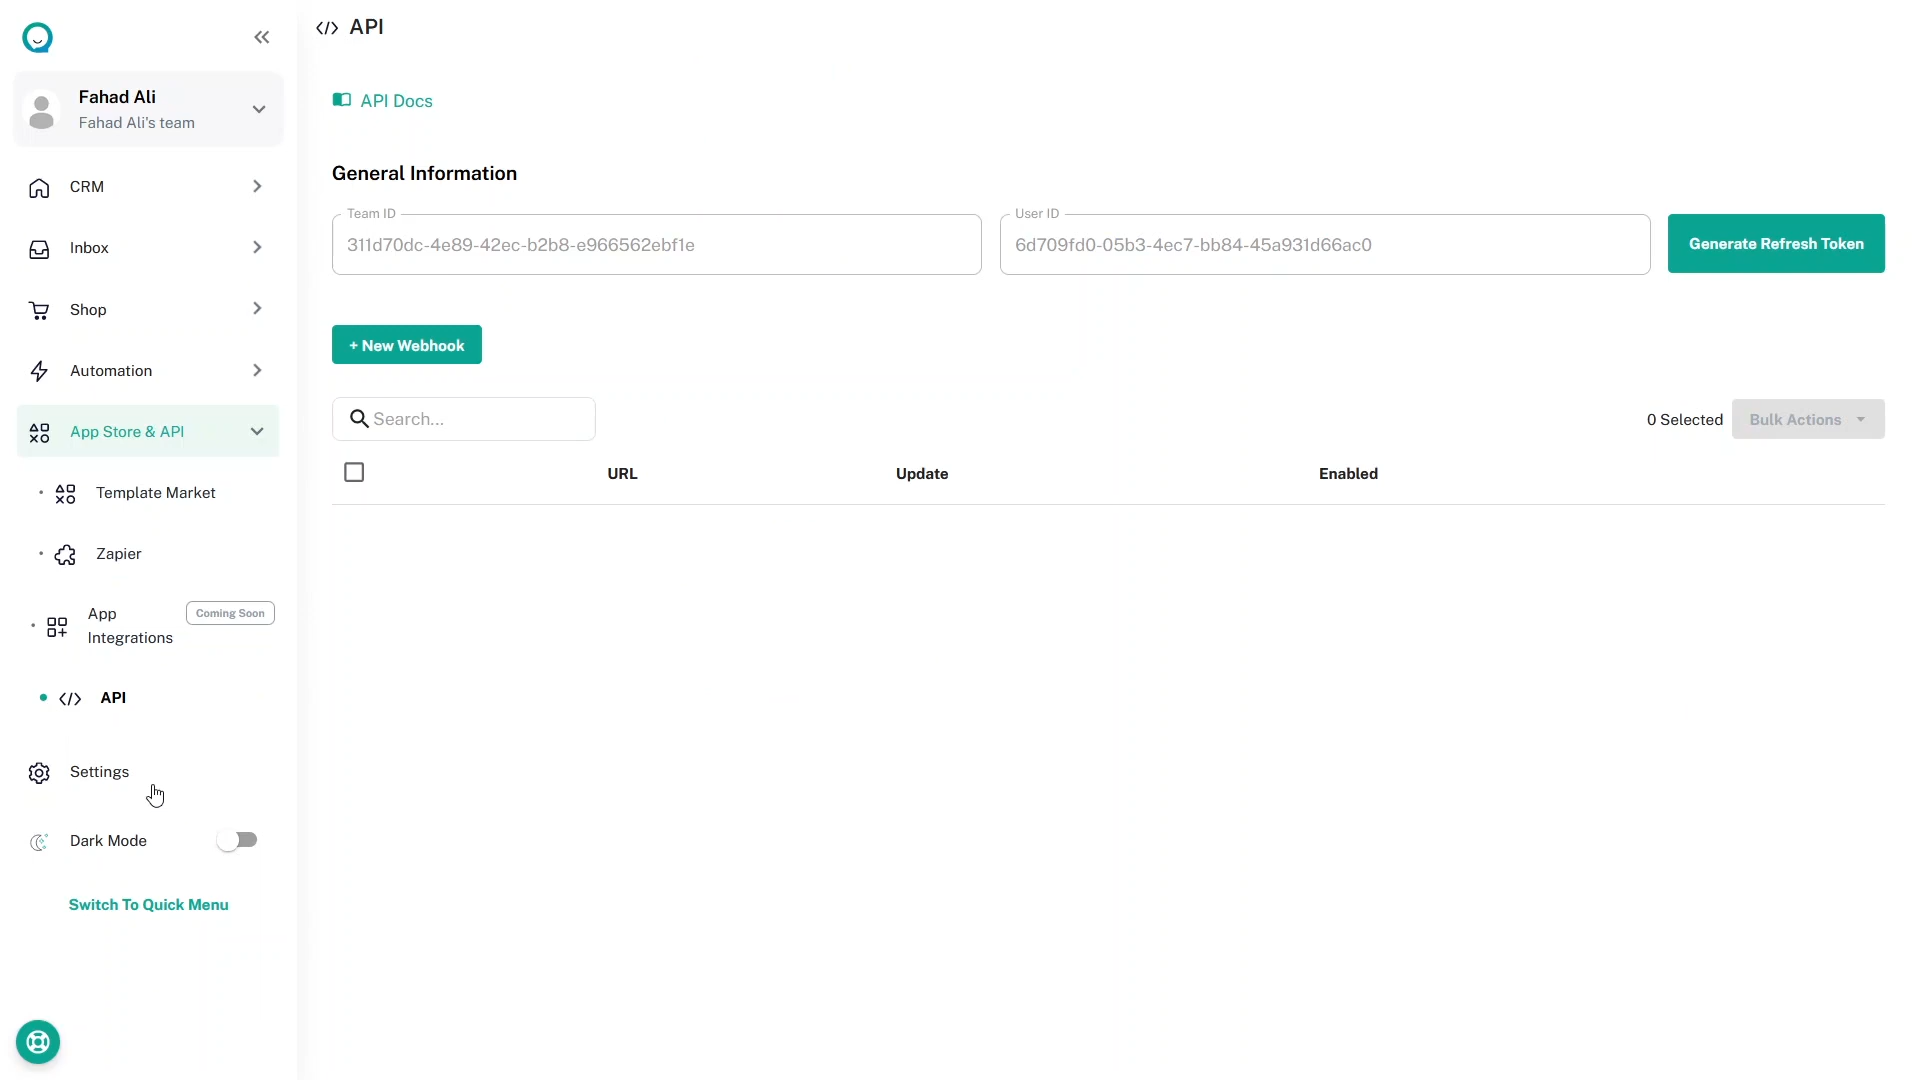 Fahad Ali
Fahad Ali's team
CRM
Inbox
Shop
Automation
App Store & API
Template Market
Zapier
App
Integrations
Coming Soon
API
Settings
Dark Mode
Switch To Quick Menu
</> API
API Docs
General Information
Team ID
311d70dc-4e89-42ec-b2b8-e966562ebf1e
User ID
6d709fd0-05b3-4ec7-bb84-45a931d66ac0
Generate Refresh Token
+ New Webhook
Search...
0 Selected
Bulk Actions
URL
Update
Enabled